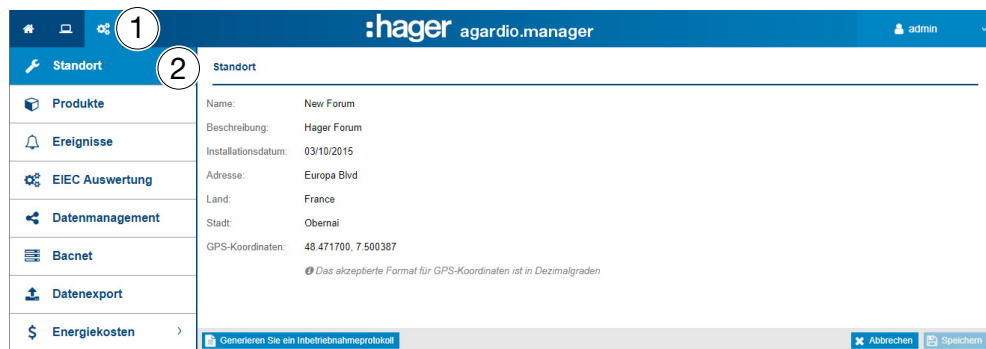 1
:hager agardio.manager
admin
Standort
2
Produkte
Ereignisse
EIEC Auswertung
Datenmanagement
Bacnet
Datenexport
Energiekosten
Standort
Name: New Forum
Beschreibung: Hager Forum
Installationsdatum: 03/10/2015
Adresse: Europa Blvd
Land: France
Stadt: Obernai
GPS-Koordinaten: 48.471700, 7.500387
Das akzeptierte Format für GPS-Koordinaten ist in Dezimalgraden
Generieren Sie ein Inbetriebnahmeprotokoll
Abbrechen
Speichern